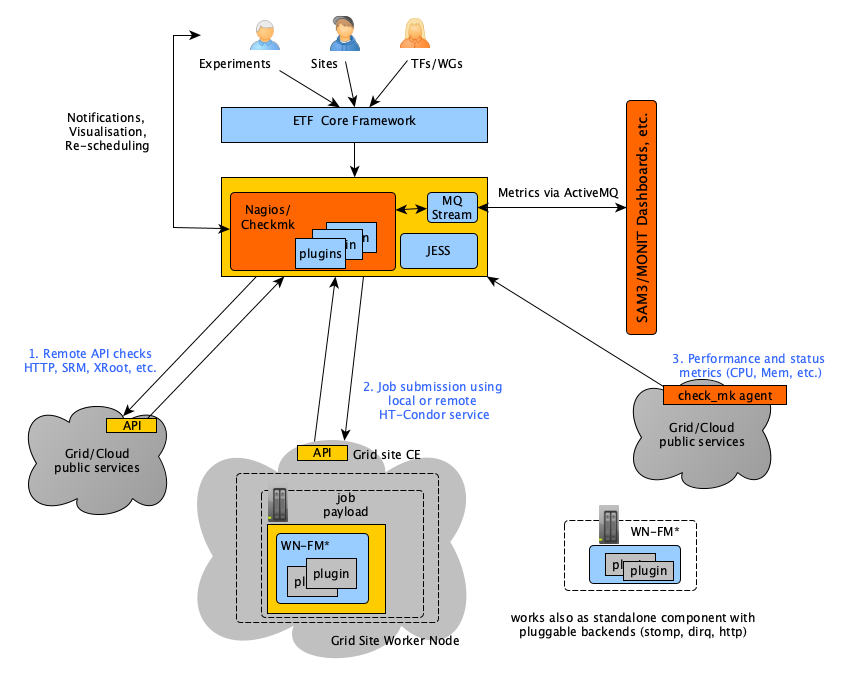 Experiments
Sites
TFs/WGs
Notifications,
Visualisation,
Re-scheduling
ETF Core Framework
Nagios/
Checkmk
plugins
in
n
MQ
Stream
JESS
Metrics via ActiveMQ
SAM3/MONIT Dashboards, etc.
1. Remote API checks
HTTP, SRM, XRoot, etc.
2. Job submission using
local or remote
HT-Condor service
3. Performance and status
metrics (CPU, Mem, etc.)
API
Grid/Cloud
public services
API
Grid site CE
job
payload
WN-FM*
plugin
pl
Grid Site Worker Node
check_mk agent
Grid/Cloud
public services
WN-FM*
pl
plugin
works also as standalone component with
pluggable backends (stomp, dirq, http)